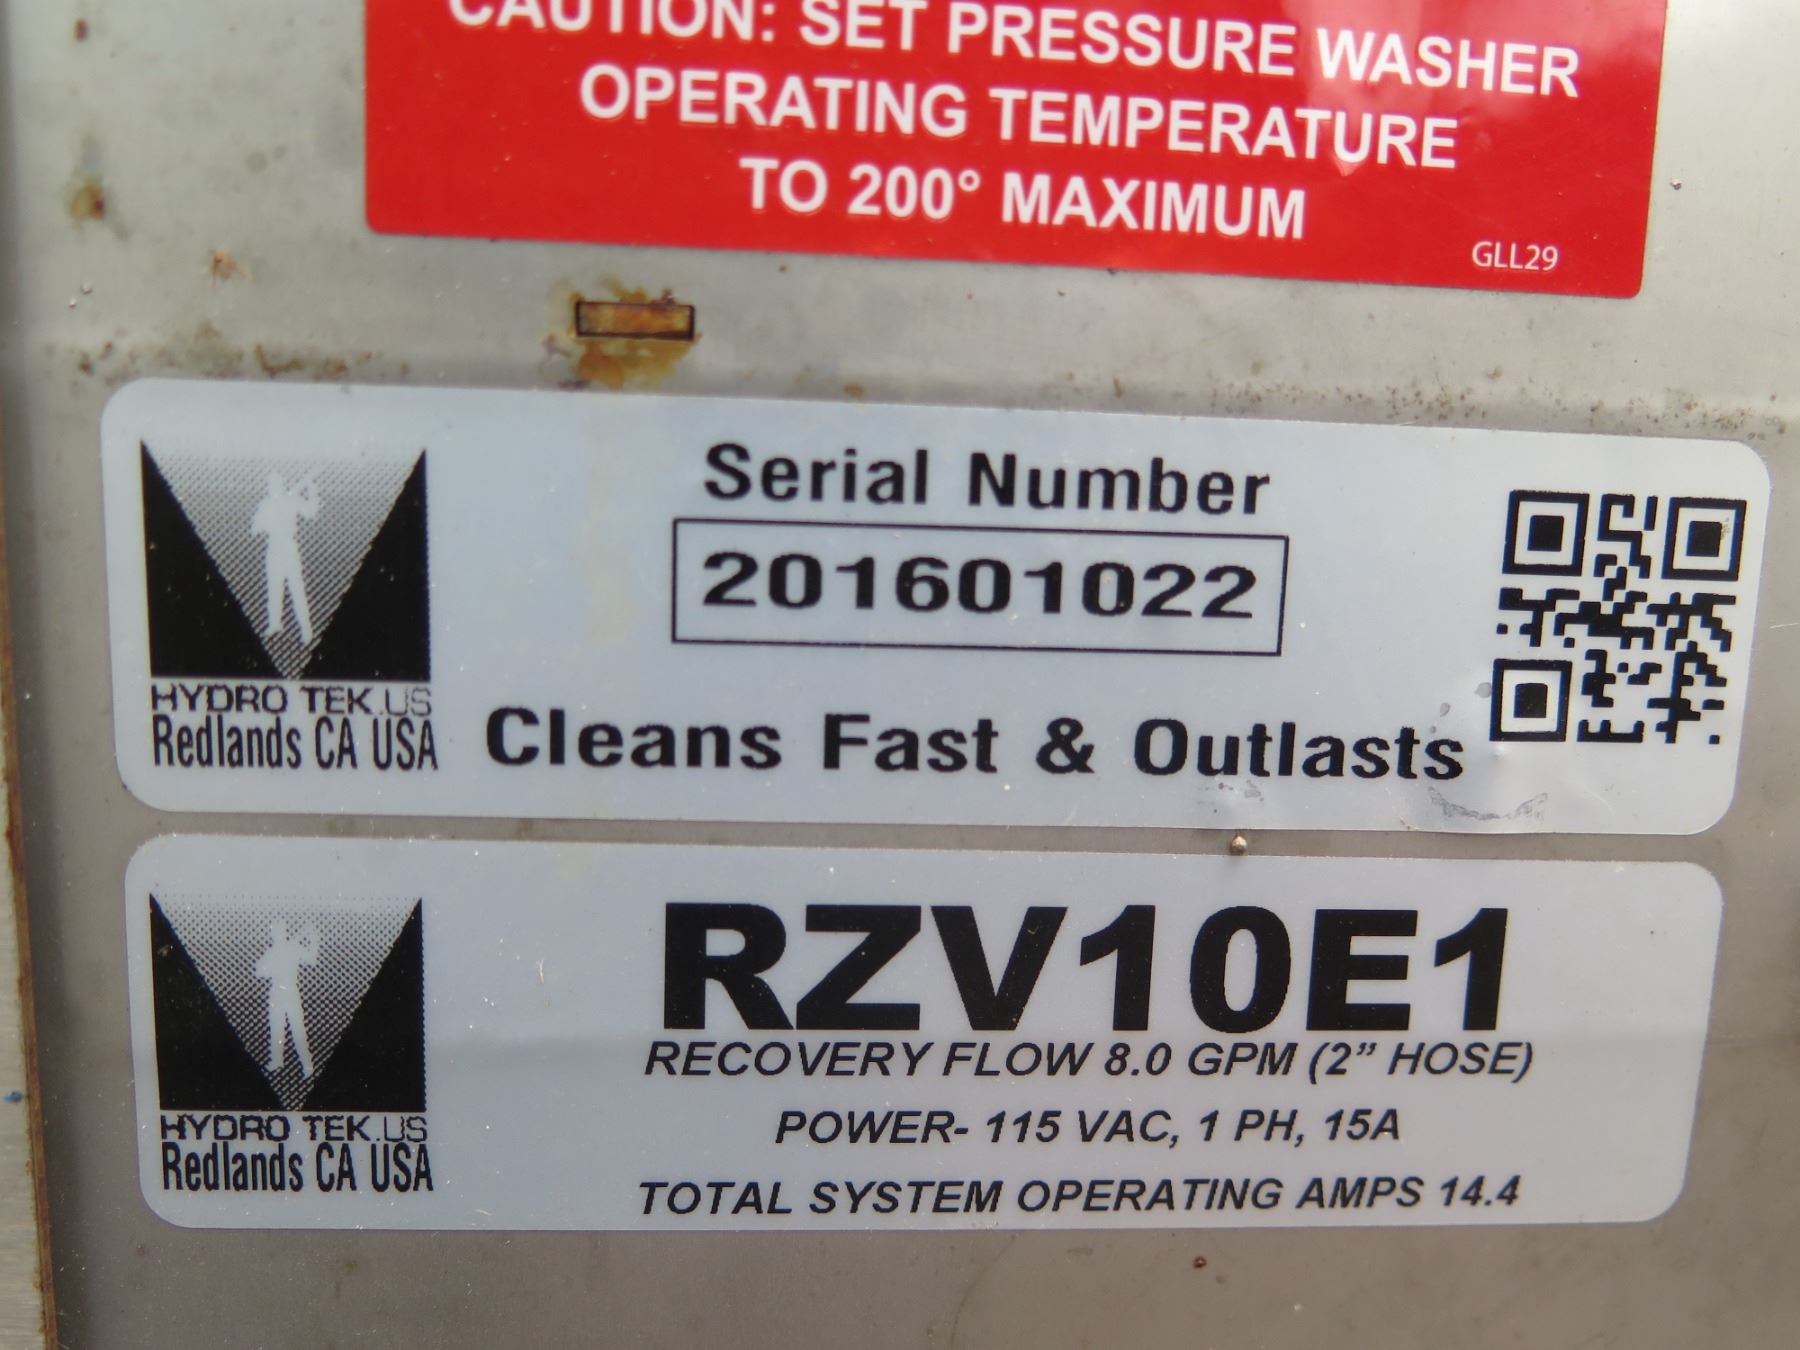 CAUTION: SET PRESSURE WASHER
OPERATING TEMPERATURE
TO 200° MAXIMUM
GLL29
Serial Number
201601022
HYDRO TEK.US
Redlands CA USA
Cleans Fast & Outlasts
RZV10E1
RECOVERY FLOW 8.0 GPM (2” HOSE)
POWER- 115 VAC, 1 PH, 15A
HYDRO TEK.US
Redlands CA USA
TOTAL SYSTEM OPERATING AMPS 14.4